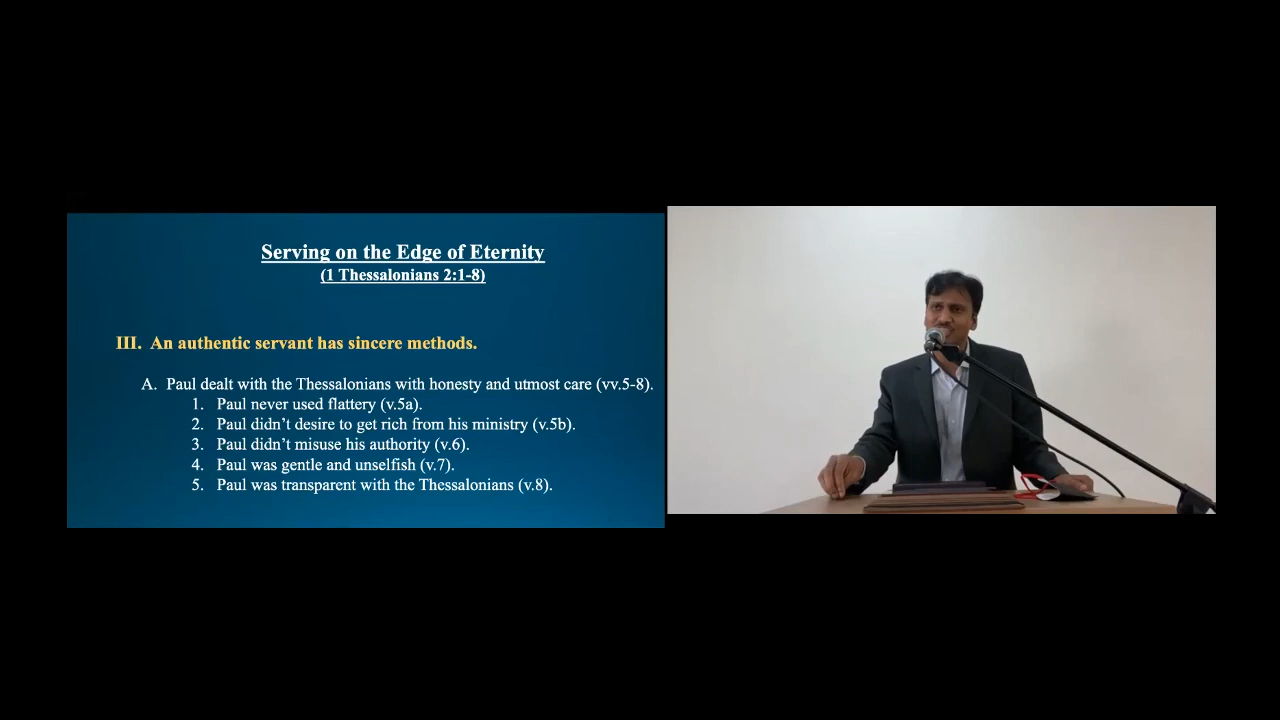 Serving on the Edge of Eternity
(1 Thessalonians 2:1-8)
III. An authentic servant has sincere methods.
A. Paul dealt with the Thessalonians with honesty and utmost care (vv.5-8).
1. Paul never used flattery (v.5a).
2. Paul didn’t desire to get rich from his ministry (v.5b).
3. Paul didn’t misuse his authority (v.6).
4. Paul was gentle and unselfish (v.7).
5. Paul was transparent with the Thessalonians (v.8).